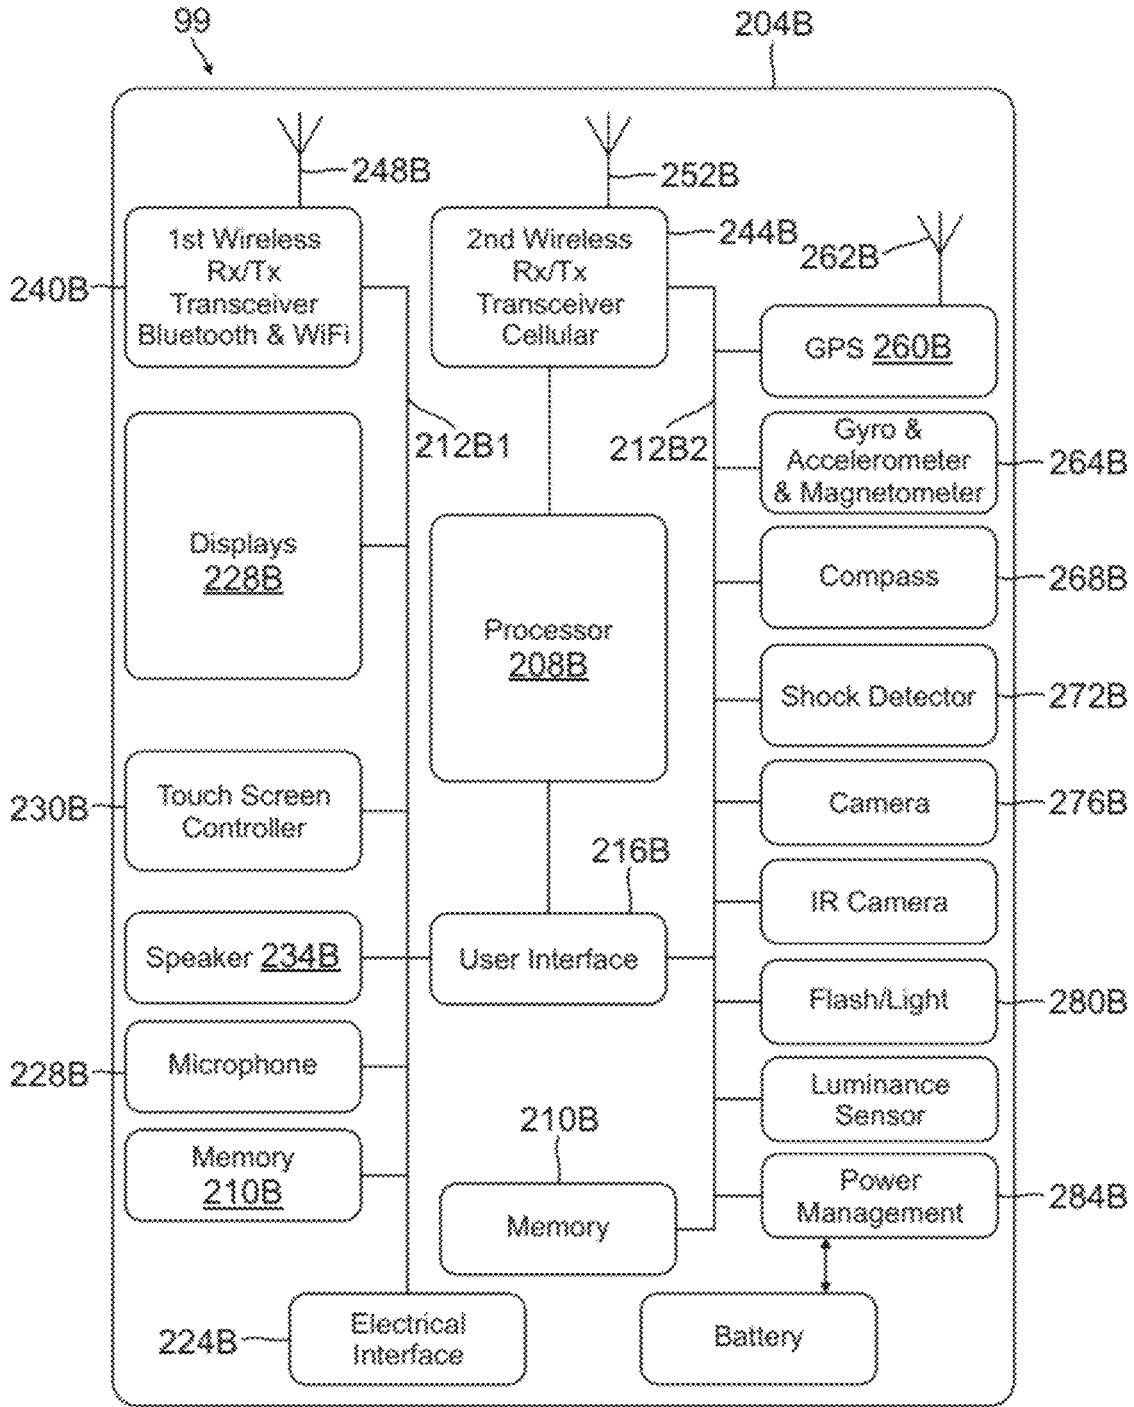 99
204B
248B
252B
1st Wireless
Rx/Tx
Transceiver
Bluetooth & WiFi
240B
2nd Wireless
Rx/Tx
Transceiver
Cellular
244B
262B
GPS 260B
212B1
212B2
Gyro &
Accelerometer
& Magnetometer
264B
Displays
228B
Compass
268B
Processor
208B
Shock Detector
272B
Touch Screen
Controller
230B
Camera
276B
216B
IR Camera
Speaker 234B
User Interface
Flash/Light
280B
Microphone
228B
Luminance
Sensor
Memory
210B
210B
Memory
Power
Management
284B
Electrical
Interface
224B
Battery